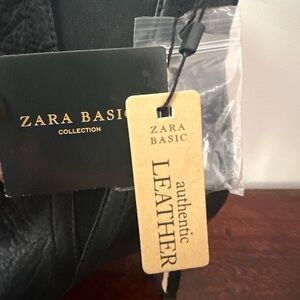 ZARA BASIC
COLLECTION
ZARA
BASIC
authentic
LEATHER